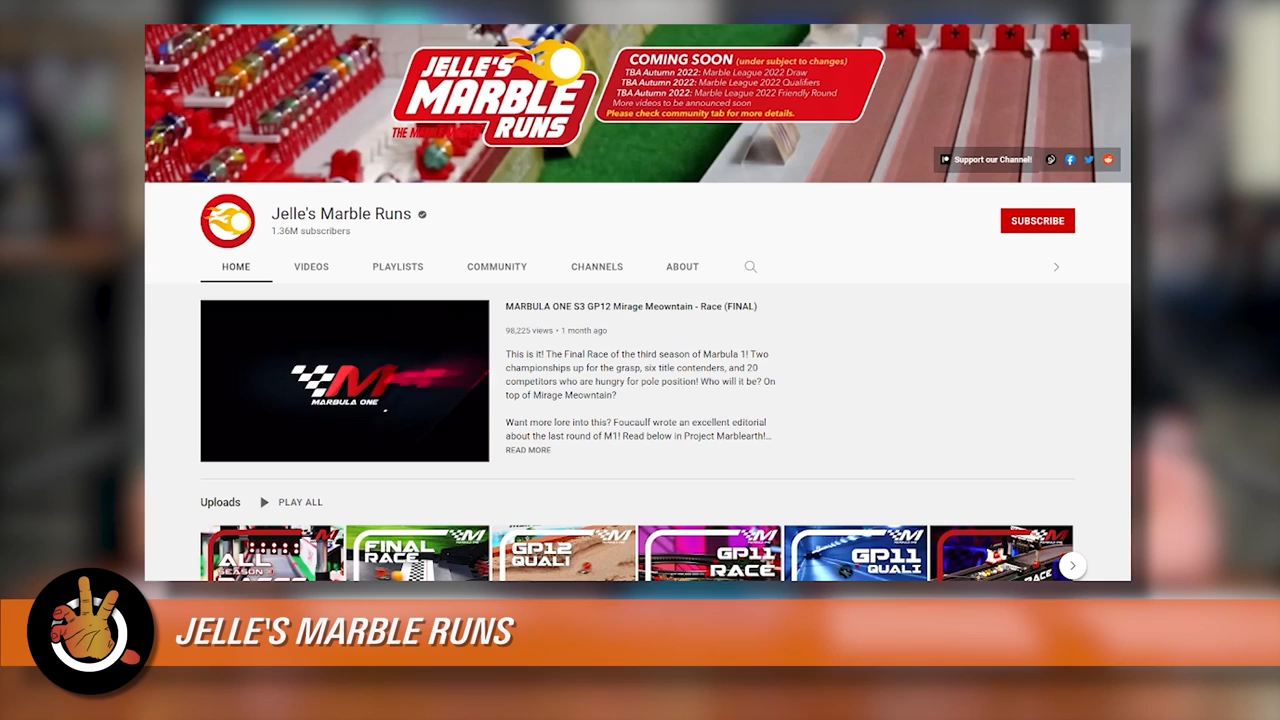 JELLE'S
MARBLE
RUNS
COMING SOON (under subject to changes)
TBA Autumn 2022: Marble League 2022 Draw
TBA Autumn 2022: Marble League 2022 Qualifiers
TBA Autumn 2022: Marble League 2022 Friendly Round
More videos to be announced soon
Please check community tab for more details.
Support our Channel!
Jelle's Marble Runs
1.36M subscribers
SUBSCRIBE
HOME VIDEOS PLAYLISTS COMMUNITY CHANNELS ABOUT
MARBULA ONE S3 GP12 Mirage Meowntain - Race (FINAL)
98,225 views • 1 month ago
This is it! The Final Race of the third season of Marbula 1! Two
championships up for the grasp, six title contenders, and 20
competitors who are hungry for pole position! Who will it be? On
top of Mirage Meowntain?
Want more lore into this? Foucaulf wrote an excellent editorial
about the last round of M1! Read below in Project Marblearth!...
READ MORE
MARBULA ONE
Uploads PLAY ALL
ALL
SEASON 3
RACES
FINAL
RACE
GP12
QUALI
GP11
RACE
GP11
QUALI
RACE
JELLE'S MARBLE RUNS